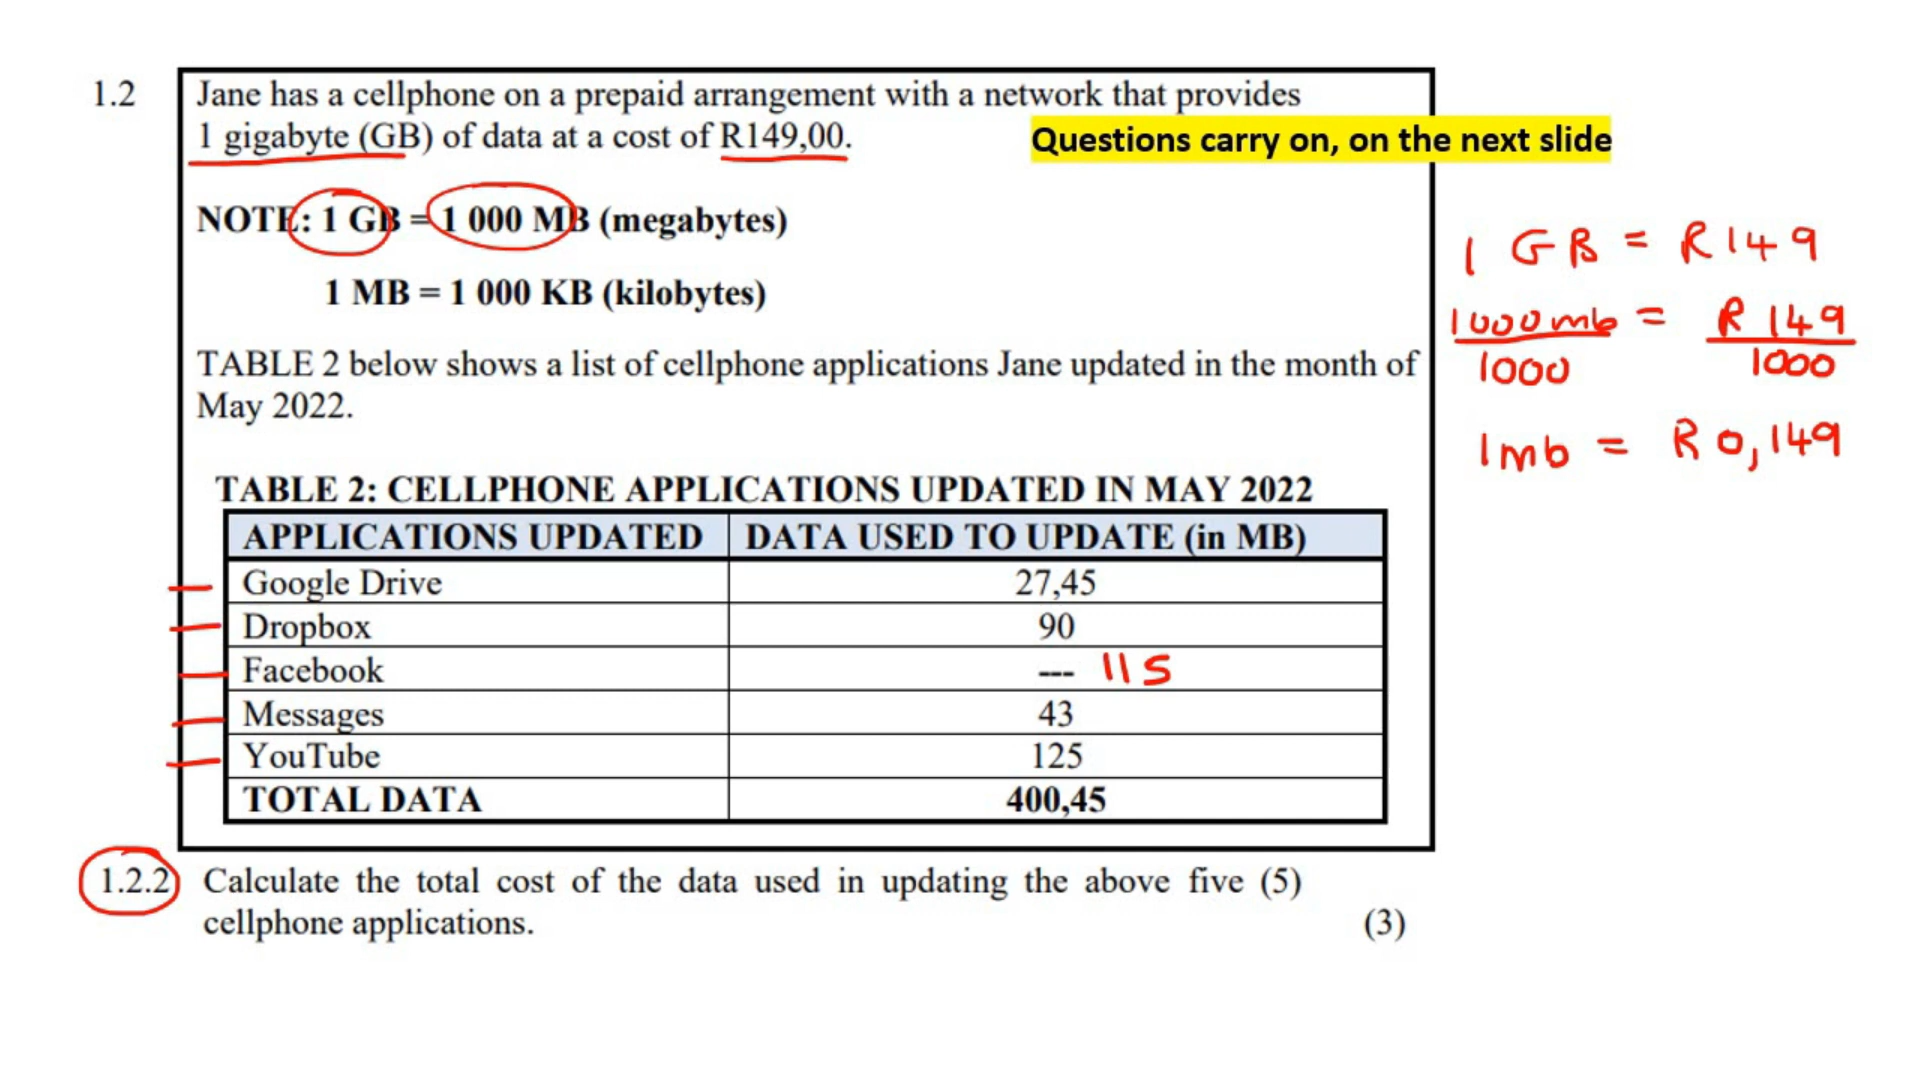 1.2 Jane has a cellphone on a prepaid arrangement with a network that provides
1 gigabyte (GB) of data at a cost of R149,00.
Questions carry on, on the next slide
NOTE: 1 GB = 1 000 MB (megabytes)
1 MB = 1 000 KB (kilobytes)
1 GB = R149
1000mb = R 149
1000 1000
1mb = R0,149
TABLE 2 below shows a list of cellphone applications Jane updated in the month of
May 2022.
TABLE 2: CELLPHONE APPLICATIONS UPDATED IN MAY 2022
APPLICATIONS UPDATED DATA USED TO UPDATE (in MB)
Google Drive 27,45
Dropbox 90
Facebook --- 115
Messages 43
YouTube 125
TOTAL DATA 400,45
1.2.2 Calculate the total cost of the data used in updating the above five (5)
cellphone applications. (3)